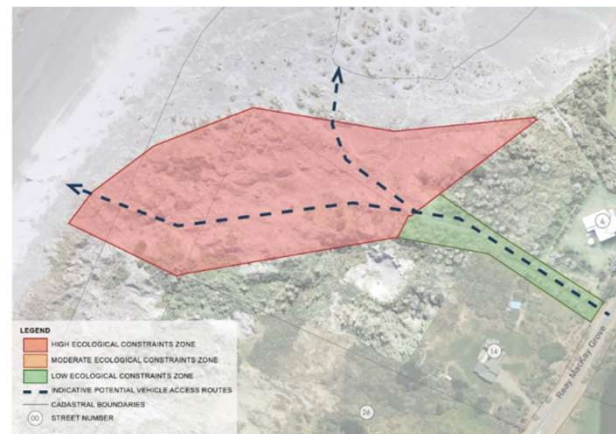 6
14
26
Reay MacKay Grove
LEGEND
HIGH ECOLOGICAL CONSTRAINTS ZONE
MODERATE ECOLOGICAL CONSTRAINTS ZONE
LOW ECOLOGICAL CONSTRAINTS ZONE
INDICATIVE POTENTIAL VEHICLE ACCESS ROUTES
CADASTRAL BOUNDARIES
00 STREET NUMBER